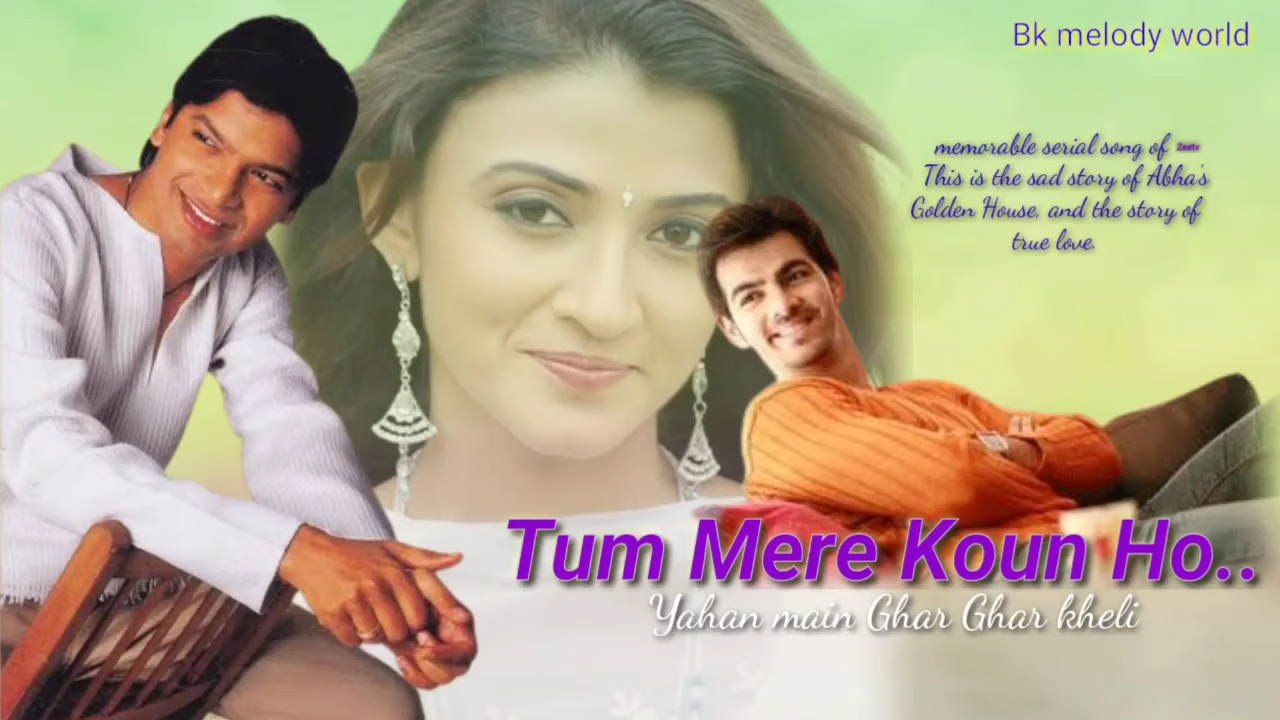 Bk melody world
memorable serial song of Zeetv
This is the sad story of Abha's
Golden House, and the story of
true love.
Tum Mere Koun Ho..
Yahan main Ghar Ghar kheli